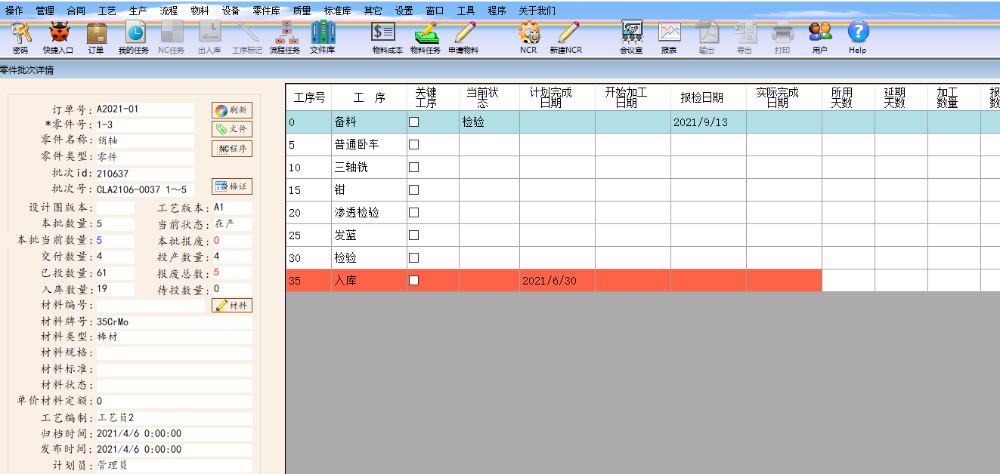 操作 管理 合同 工艺 生产 流程 物料 设备 零件库 质量 标准库 其它 设置 窗口 工具 程序 关于我们
密码 快捷入口 订单 我的任务 NC任务 出入库 工序标记 流程任务 文件库 物料成本 物料任务 申请物料 NCR 新建NCR 会议室 报表 输出 导出 打印 用户 Help
零件批次详情
订单号: A2021-01 刷新
*零件号: 1-3 文件
零件名称: 销轴
零件类型: 零件 NC程序
批次id: 210637
批次号: CLA2106-0037 1~5 合格证
设计图版本: 工艺版本: A1
本批数量: 5 当前状态: 在产
本批当前数量: 5 本批报废: 0
交付数量: 4 投产数量: 4
已投数量: 61 报废总数: 5
入库数量: 19 待投数量: 0
材料编号: 材料
材料牌号: 35CrMo
材料类型: 棒材
材料规格:
材料标准:
材料状态:
单价材料定额: 0
工艺编制: 工艺员2
归档时间: 2021/4/6 0:00:00
发布时间: 2021/4/6 0:00:00
计划员: 管理员
工序号 工 序 关键工序 当前状态 计划完成日期 开始加工日期 报检日期 实际完成日期 所用天数 延期天数 加工数量
0 备料 检验 2021/9/13
5 普通卧车
10 三轴铣
15 钳
20 渗透检验
25 发蓝
30 检验
35 入库 2021/6/30